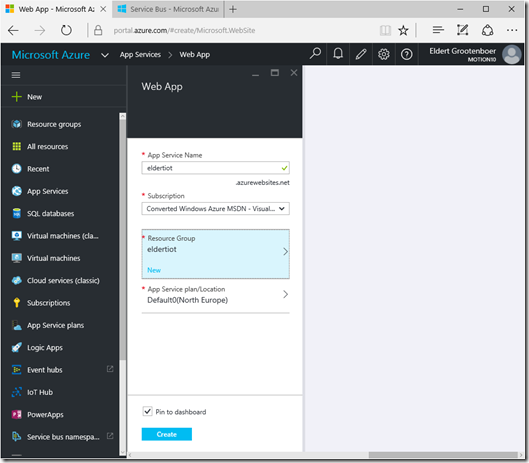 Web App - Microsoft Az
Service Bus - Microsoft Azure
portal.azure.com/#create/Microsoft.WebSite
Microsoft Azure
App Services
Web App
Eldert Grootenboer
MOTION10
New
Resource groups
All resources
Recent
App Services
SQL databases
Virtual machines (cla...
Virtual machines
Cloud services (classic)
Subscriptions
App Service plans
Logic Apps
Event hubs
IoT Hub
PowerApps
Service bus namespa...
Web App
* App Service Name
eldertiot
.azurewebsites.net
* Subscription
Converted Windows Azure MSDN - Visual
* Resource Group
eldertiot
New
* App Service plan/Location
Default0(North Europe)
Pin to dashboard
Create